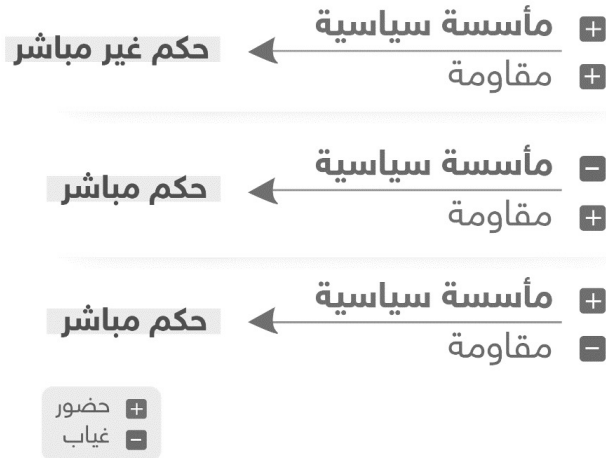 + مأسسة سياسية
+ مقاومة
حكم غير مباشر
− مأسسة سياسية
+ مقاومة
حكم مباشر
+ مأسسة سياسية
− مقاومة
حكم مباشر
+ حضور
− غياب